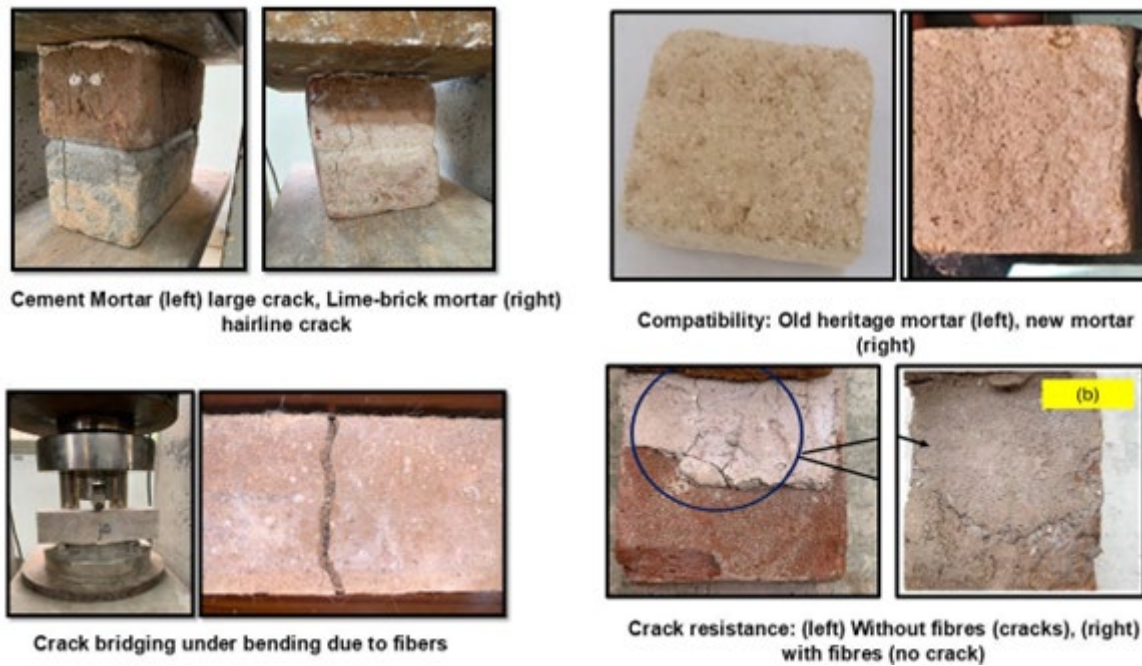 Cement Mortar (left) large crack, Lime-brick mortar (right)
hairline crack
Compatibility: Old heritage mortar (left), new mortar
(right)
(b)
Crack bridging under bending due to fibers
Crack resistance: (left) Without fibres (cracks), (right)
with fibres (no crack)